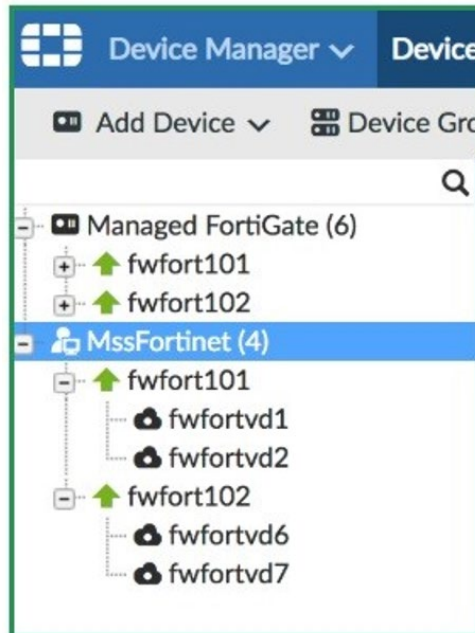 Device Manager Device
Add Device Device Gro
Managed FortiGate (6)
fwfort101
fwfort102
MssFortinet (4)
fwfort101
fwfortvd1
fwfortvd2
fwfort102
fwfortvd6
fwfortvd7